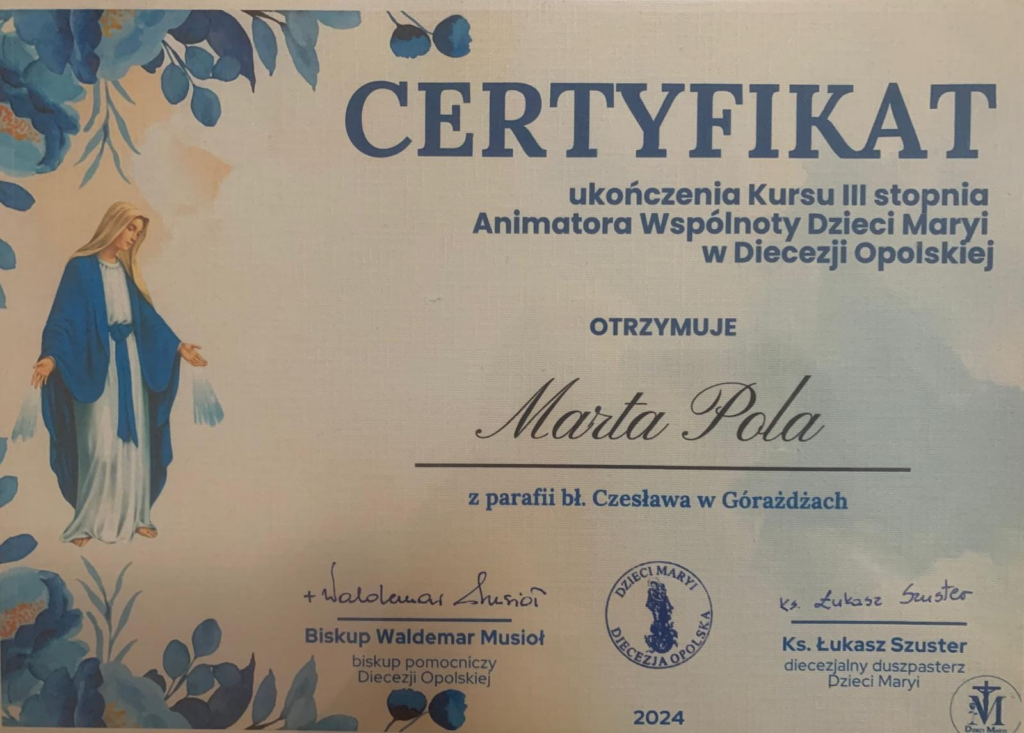 CERTYFIKAT
ukończenia Kursu III stopnia
Animatora Wspólnoty Dzieci Maryi
w Diecezji Opolskiej
OTRZYMUJE
Marta Pola
z parafii bł. Czesława w Górażdżach
+ Waldemar Musioł
Biskup Waldemar Musioł
biskup pomocniczy
Diecezji Opolskiej
DZIECI MARYI
DIECEZJA OPOLSKA
Ks. Łukasz Szuster
Ks. Łukasz Szuster
diecezjalny duszpasterz
Dzieci Maryi
2024
DZIECI MARYI